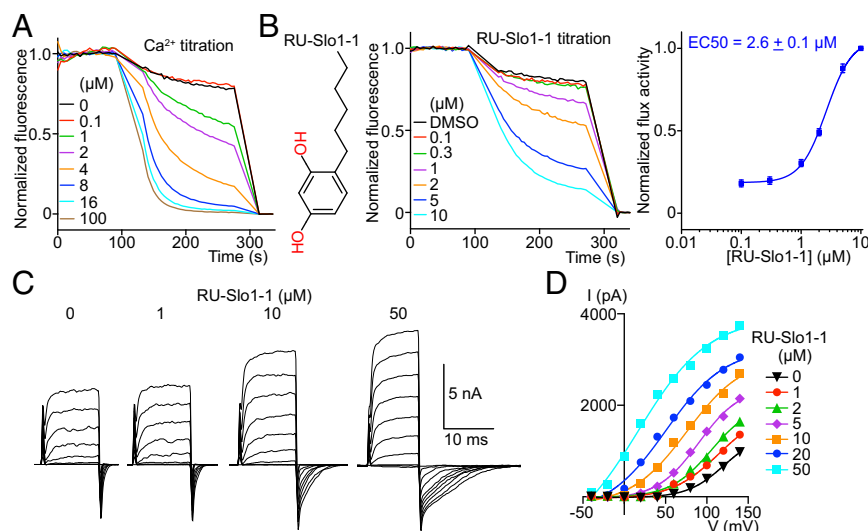 A
Ca²⁺ titration
Normalized fluorescence
1.0
0.5
0
(μM)
0
0.1
1
2
4
8
16
100
0
100
200
300
Time (s)
B
RU-Slo1-1
OH
HO
RU-Slo1-1 titration
Normalized fluorescence
1.0
0.5
0
(μM)
DMSO
0.1
0.3
1
2
5
10
0
100
200
300
Time (s)
EC50 = 2.6 ± 0.1 μM
Normalized flux activity
1.0
0.5
0
0.01
0.1
1
10
[RU-Slo1-1] (μM)
C
RU-Slo1-1 (μM)
0
1
10
50
5 nA
10 ms
D
I (pA)
4000
2000
0
-50
0
50
100
150
V (mV)
RU-Slo1-1
(μM)
0
1
2
5
10
20
50